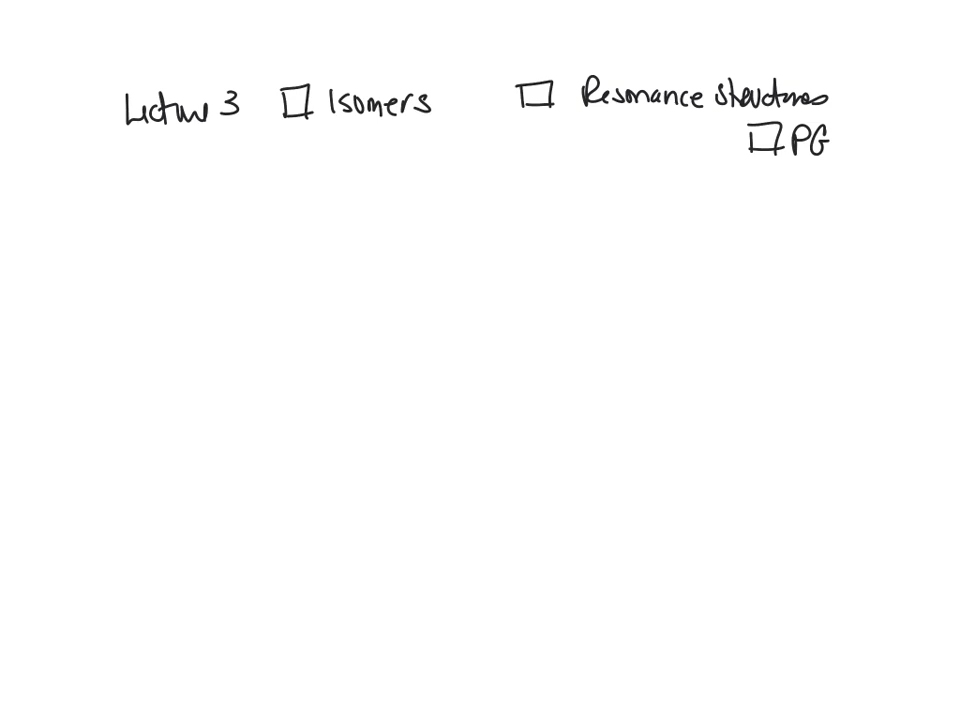 Lecture 3 □ Isomers □ Resonance Structures
□ PG